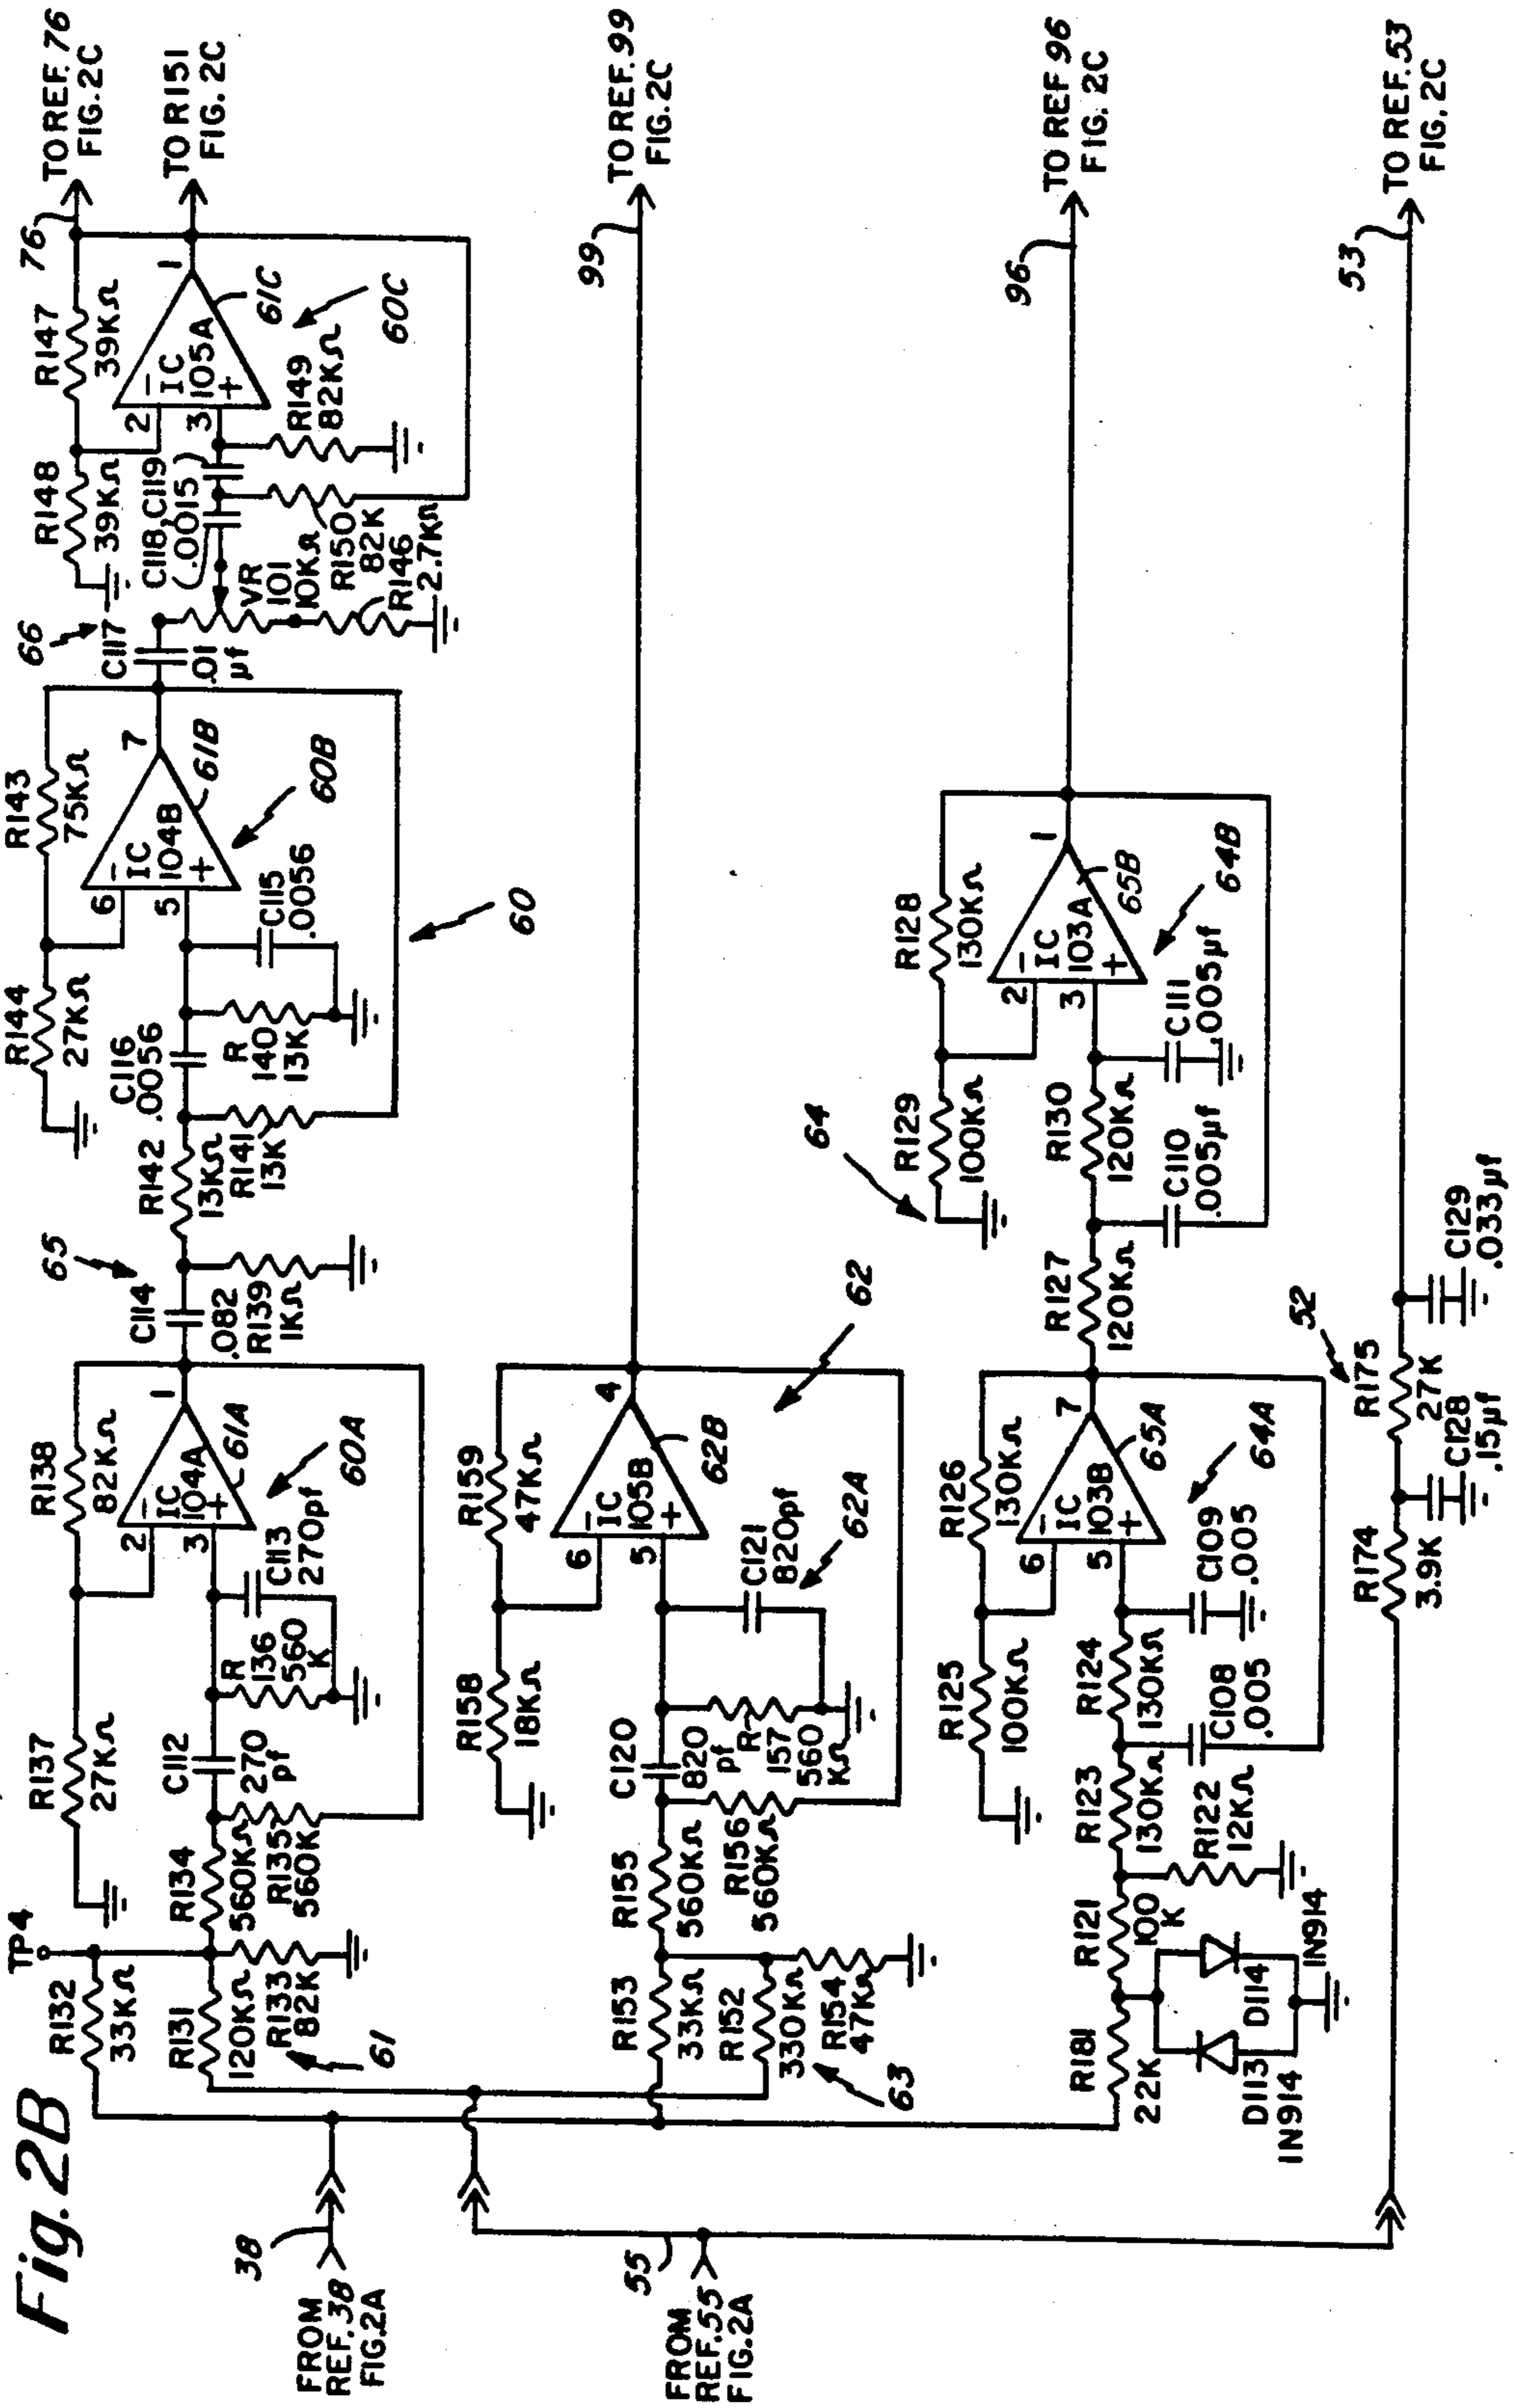 Fig. 2B
FROM
REF. 38
FIG. 2A
38
FROM
REF. 55
FIG. 2A
55
TP4
R132
33KΩ
R131
120KΩ
R133
82K
61
R134
560KΩ
R135
560K
R137
27KΩ
C112
270
pf
R
136
560
K
C113
270pf
R138
82KΩ
2
3
−
IC
104A
+
1
61A
60A
C114
.082
R139
1KΩ
65
R142
13KΩ
R141
13K
R144
27KΩ
C116
.0056
R
140
13K
C115
.0056
R143
75KΩ
6
5
−
IC
104B
+
7
61B
60B
60
C117
.01
µf
66
VR
101
10KΩ
R146
2.7KΩ
R150
82K
C118, C119
(.0015)
R148
39KΩ
R147
39KΩ
2
3
−
IC
105A
+
1
61C
60C
R149
82KΩ
76
TO REF. 76
FIG. 2C
TO R151
FIG. 2C
R153
33KΩ
R152
330KΩ
R154
47KΩ
63
R155
560KΩ
R156
560KΩ
R158
18KΩ
C120
820
pf
R
157
560
KΩ
C121
820pf
R159
47KΩ
6
5
−
IC
105B
+
4
62B
62A
62
99
TO REF. 99
FIG. 2C
R181
22K
D113
1N914
D114
1N914
R121
100
K
R122
12KΩ
R123
130KΩ
R124
130KΩ
C108
.005
C109
.005
R125
100KΩ
R126
130KΩ
6
5
−
IC
103B
+
7
65A
64A
R127
120KΩ
64
R129
100KΩ
R130
120KΩ
C110
.005µf
C111
.005µf
R128
130KΩ
2
3
−
IC
103A
+
1
65B
64B
96
TO REF. 96
FIG. 2C
R174
3.9K
C128
.15µf
R175
27K
52
C129
.033µf
53
TO REF. 53
FIG. 2C